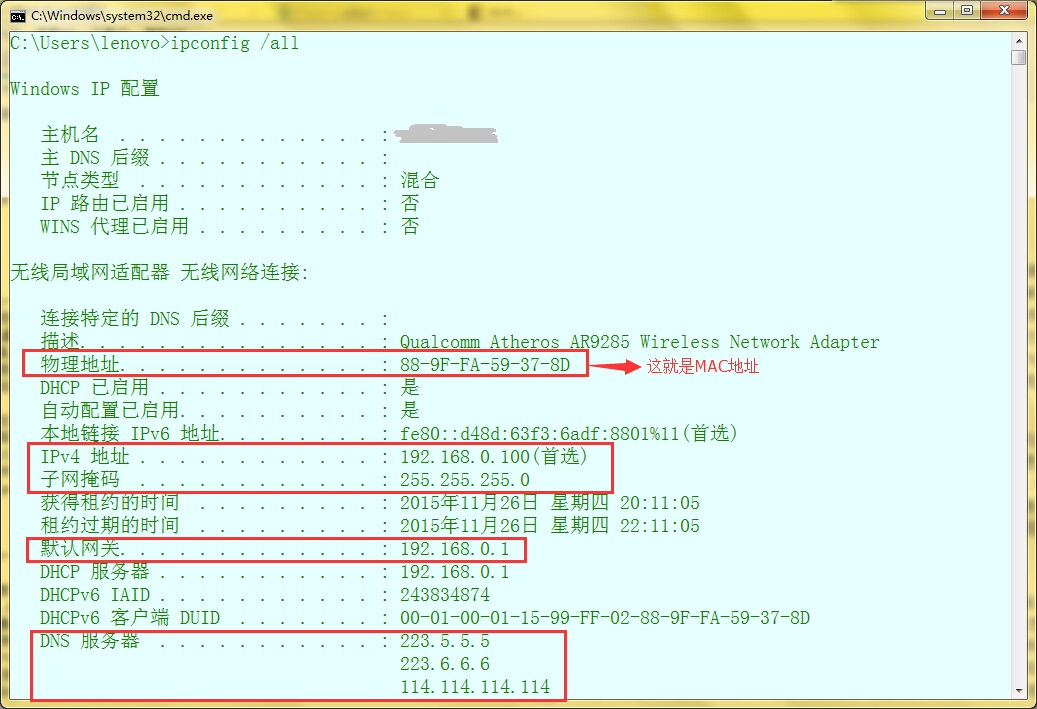 C:\Windows\system32\cmd.exe
C:\Users\lenovo>ipconfig /all
Windows IP 配置
主机名 . . . . . . . . . . . . . :
主 DNS 后缀 . . . . . . . . . . . :
节点类型 . . . . . . . . . . . . : 混合
IP 路由已启用 . . . . . . . . . . : 否
WINS 代理已启用 . . . . . . . . . : 否
无线局域网适配器 无线网络连接:
连接特定的 DNS 后缀 . . . . . . . :
描述. . . . . . . . . . . . . . . : Qualcomm Atheros AR9285 Wireless Network Adapter
物理地址. . . . . . . . . . . . . : 88-9F-FA-59-37-8D 这就是MAC地址
DHCP 已启用 . . . . . . . . . . . : 是
自动配置已启用. . . . . . . . . . : 是
本地链接 IPv6 地址. . . . . . . . : fe80::d48d:63f3:6adf:8801%11(首选)
IPv4 地址 . . . . . . . . . . . . : 192.168.0.100(首选)
子网掩码 . . . . . . . . . . . . : 255.255.255.0
获得租约的时间 . . . . . . . . . : 2015年11月26日 星期四 20:11:05
租约过期的时间 . . . . . . . . . : 2015年11月26日 星期四 22:11:05
默认网关. . . . . . . . . . . . . : 192.168.0.1
DHCP 服务器 . . . . . . . . . . . : 192.168.0.1
DHCPv6 IAID . . . . . . . . . . . : 243834874
DHCPv6 客户端 DUID . . . . . . . : 00-01-00-01-15-99-FF-02-88-9F-FA-59-37-8D
DNS 服务器 . . . . . . . . . . . : 223.5.5.5
223.6.6.6
114.114.114.114